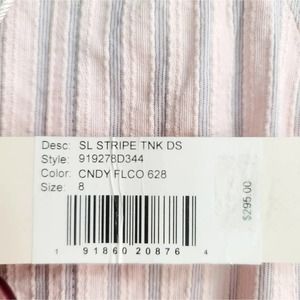 Desc: SL STRIPE TNK DS
Style: 919278D344
Color: CNDY FLCO 628
Size: 8
$295.00
1 91860 20876 4